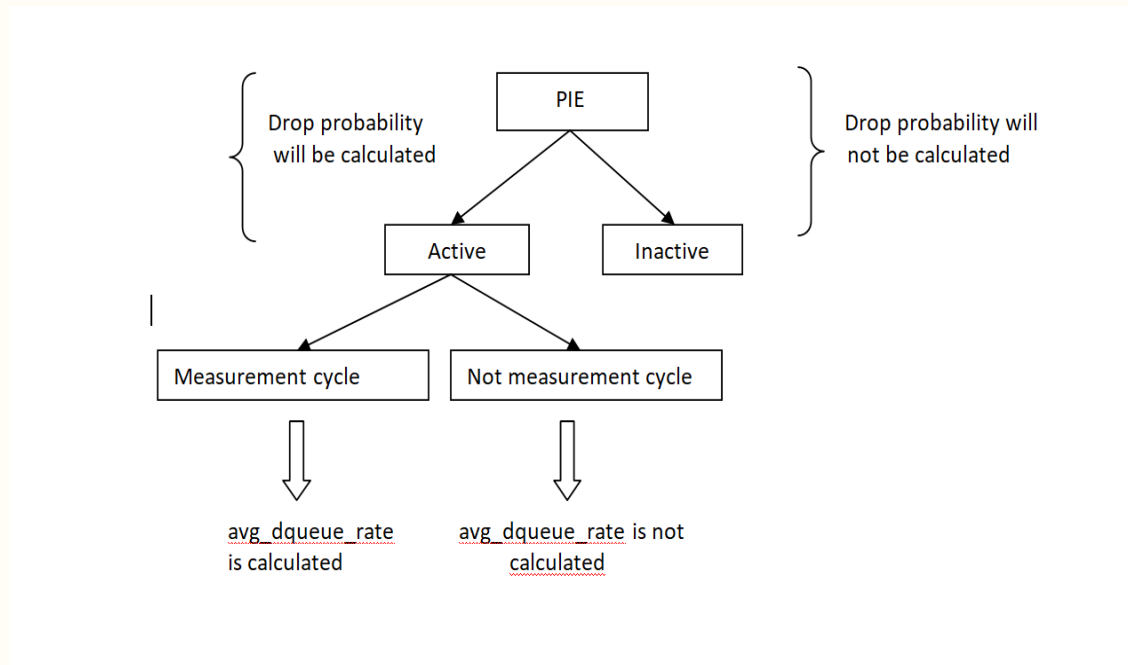 PIE
Drop probability
will be calculated
Drop probability will
not be calculated
Active
Inactive
Measurement cycle
Not measurement cycle
avg_dqueue_rate
is calculated
avg_dqueue_rate is not
calculated